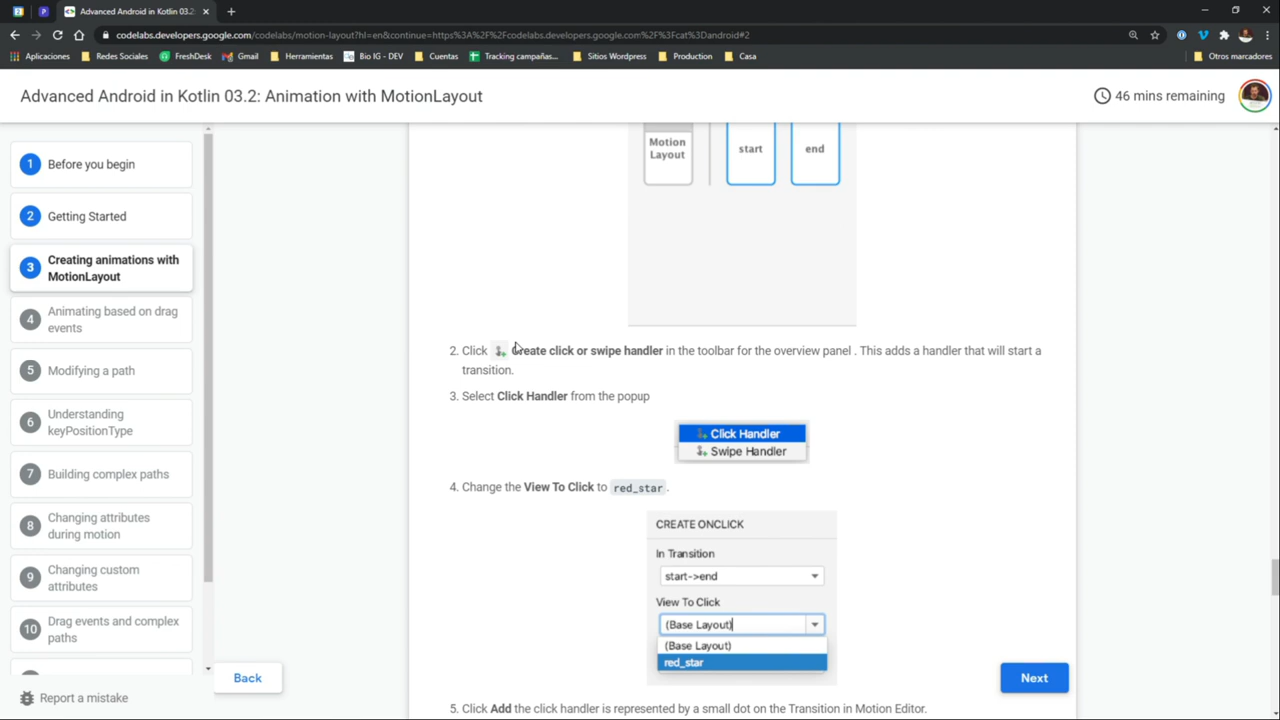 Advanced Android in Kotlin 03.2
codelabs.developers.google.com/codelabs/motion-layout?hl=en&continue=https%3A%2F%2Fcodelabs.developers.google.com%2F%3Fcat%3Dandroid#2
Aplicaciones Redes Sociales FreshDesk Gmail Herramientas Bio IG - DEV Cuentas Tracking campañas... Sitios Wordpress Production Casa Otros marcadores
Advanced Android in Kotlin 03.2: Animation with MotionLayout
46 mins remaining
1 Before you begin
2 Getting Started
3 Creating animations with
MotionLayout
4 Animating based on drag
events
5 Modifying a path
6 Understanding
keyPositionType
7 Building complex paths
8 Changing attributes
during motion
9 Changing custom
attributes
10 Drag events and complex
paths
Report a mistake
Motion
Layout
start
end
2. Click Create click or swipe handler in the toolbar for the overview panel . This adds a handler that will start a
transition.
3. Select Click Handler from the popup
Click Handler
Swipe Handler
4. Change the View To Click to red_star.
CREATE ONCLICK
In Transition
start->end
View To Click
(Base Layout)
(Base Layout)
red_star
Back
Next
5. Click Add the click handler is represented by a small dot on the Transition in Motion Editor.